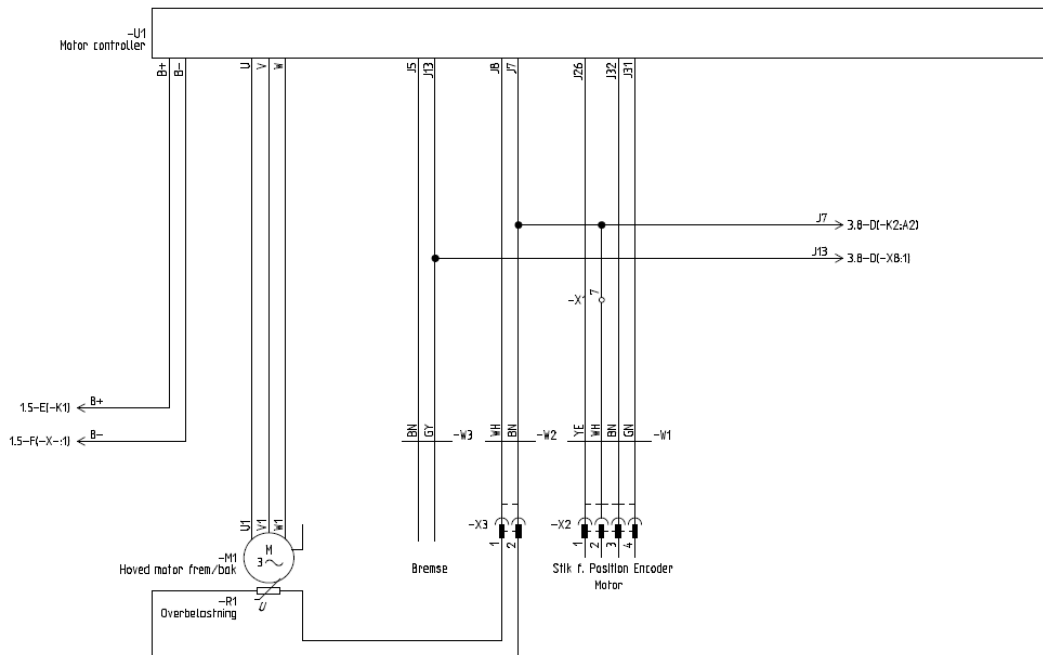 -U1
Motor controller
B+
B-
U
V
W
J5
J13
J8
J7
J26
J32
J31
J7
3.8-D(-K2:A2)
J13
3.8-D(-X8:1)
-X1
7
1.5-E(-K1)
B+
1.5-F(-X-:1)
B-
BN
GY
-W3
WH
BN
-W2
YE
WH
BN
GN
-W1
U1
V1
W1
-X3
1
2
-X2
1
2
3
4
-M1
Hoved motor frem/bak
M
3
Bremse
Stik f. Position Encoder
Motor
-R1
Overbelastning
U